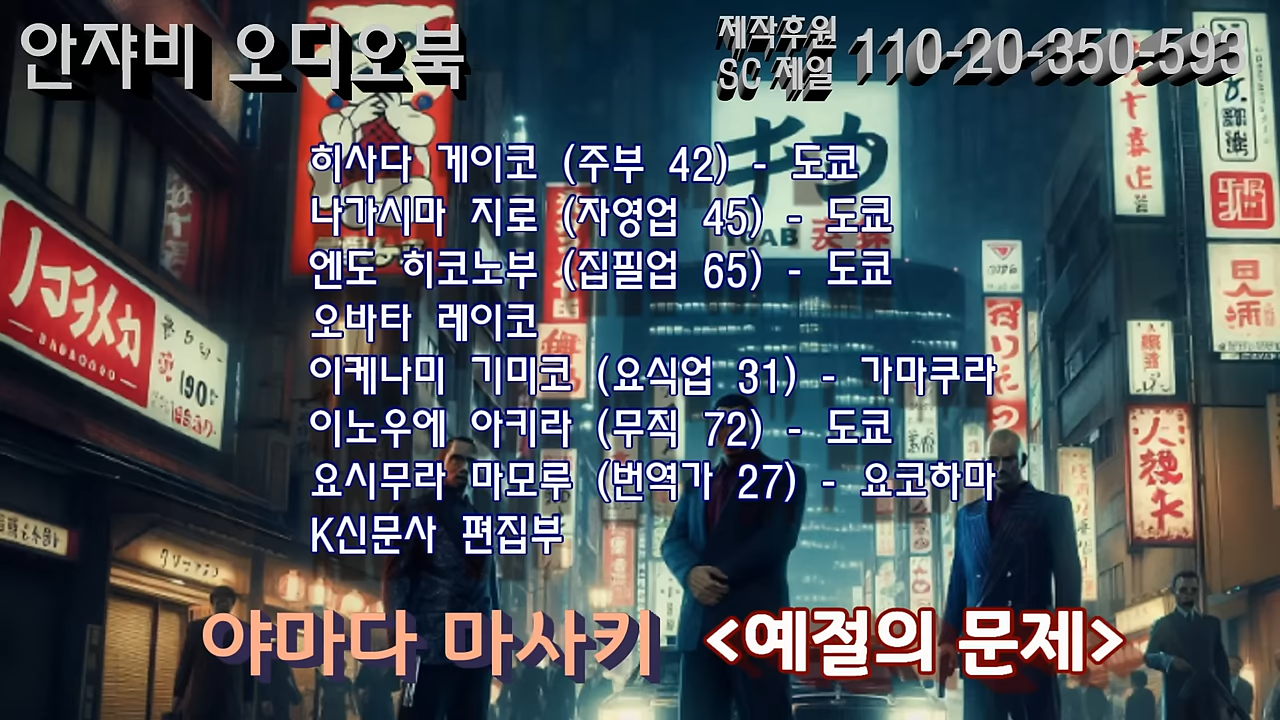 안쟈비 오디오북
제작후원
SC 제일
110-20-350-593
히사다 게이코 (주부 42) - 도쿄
나가시마 지로 (자영업 45) - 도쿄
엔도 히코노부 (집필업 65) - 도쿄
오바타 레이코
이케나미 기미코 (요식업 31) - 가마쿠라
이노우에 아키라 (무직 72) - 도쿄
요시무라 마모루 (번역가 27) - 요코하마
K신문사 편집부
야마다 마사키 <예절의 문제>